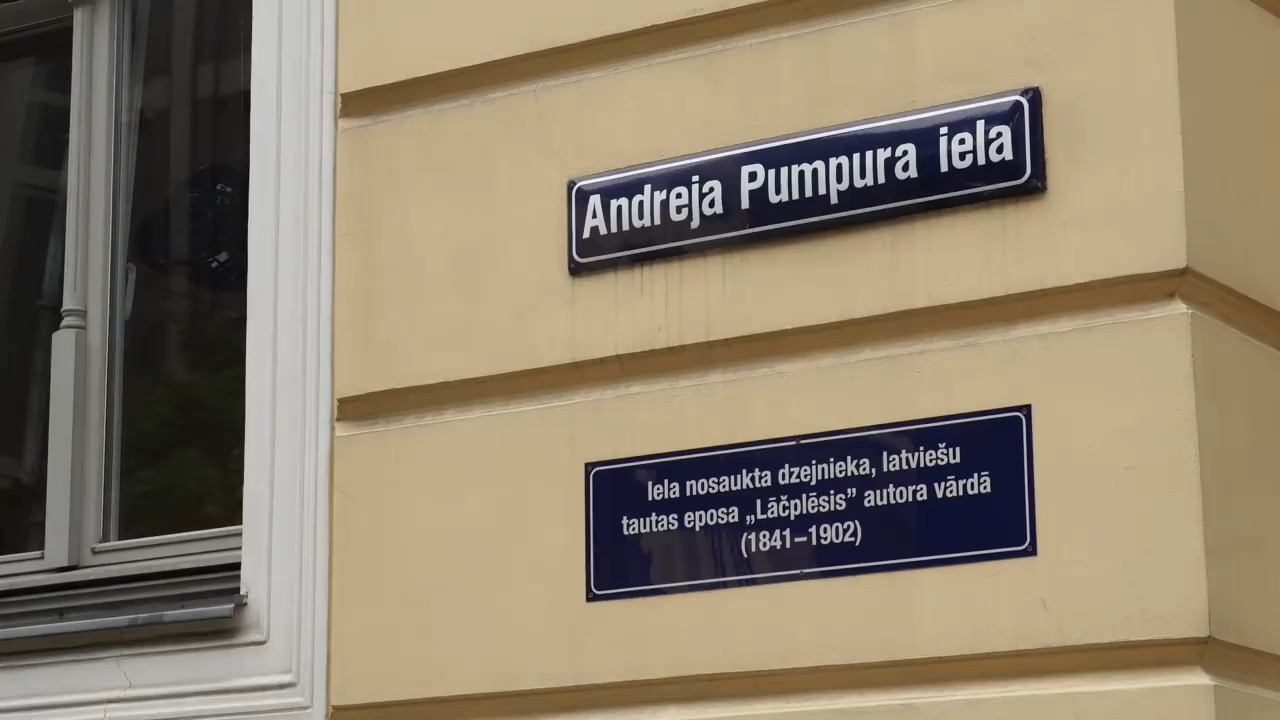 Andreja Pumpura iela
Iela nosaukta dzejnieka, latviešu
tautas eposa „Lāčplēsis” autora vārdā
(1841–1902)